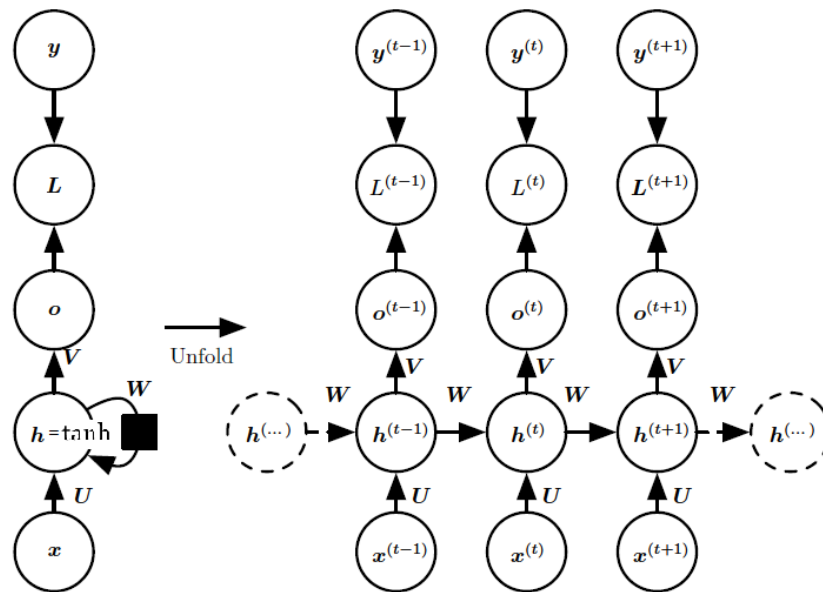 y y^(t−1) y^(t) y^(t+1)
L L^(t−1) L^(t) L^(t+1)
o o^(t−1) o^(t) o^(t+1)
Unfold
V V V V
W W W W W
h=tanh h^(...) h^(t−1) h^(t) h^(t+1) h^(...)
U U U U
x x^(t−1) x^(t) x^(t+1)